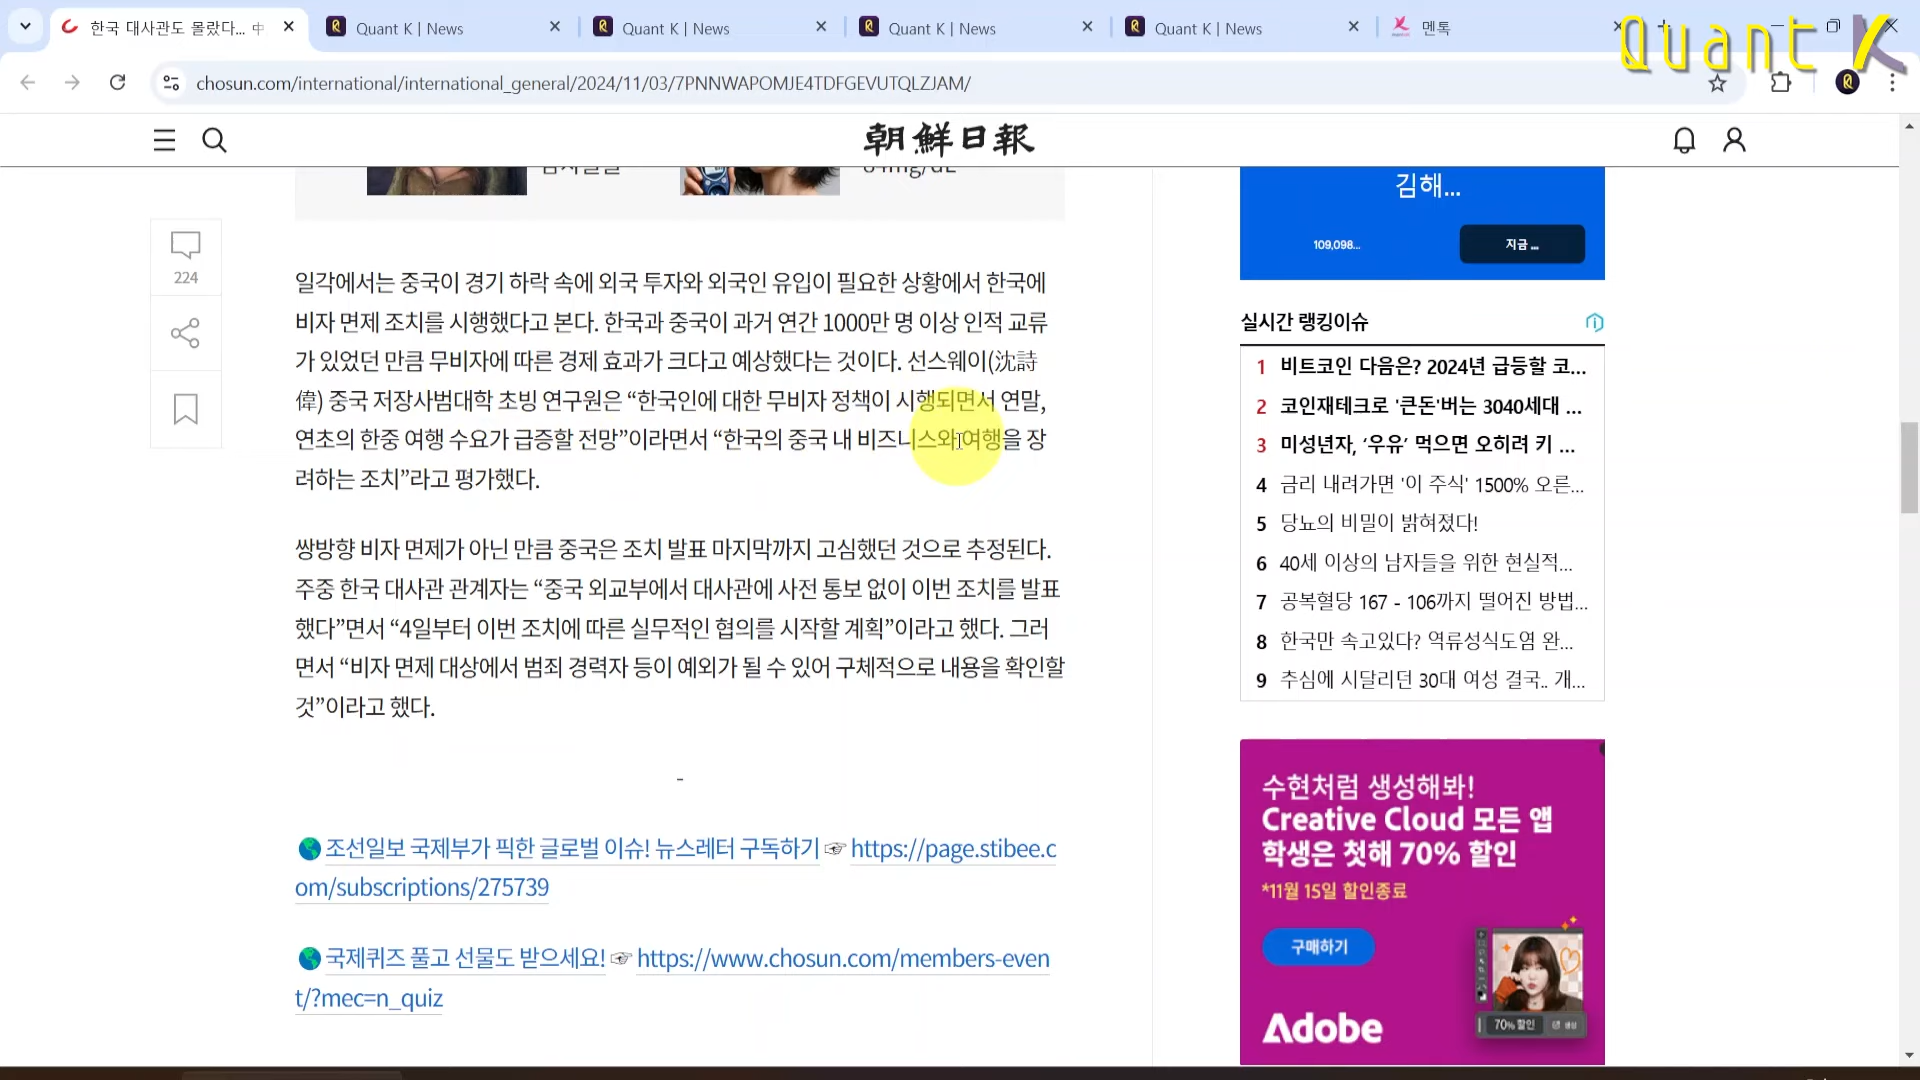 한국 대사관도 몰랐다... 中
Quant K | News
Quant K | News
Quant K | News
Quant K | News
멘톡
Quant K
chosun.com/international/international_general/2024/11/03/7PNNWAPOMJE4TDFGEVUTQLZJAM/
朝鮮日報
224
일각에서는 중국이 경기 하락 속에 외국 투자와 외국인 유입이 필요한 상황에서 한국에
비자 면제 조치를 시행했다고 본다. 한국과 중국이 과거 연간 1000만 명 이상 인적 교류
가 있었던 만큼 무비자에 따른 경제 효과가 크다고 예상했다는 것이다. 선스웨이(沈詩
偉) 중국 저장사범대학 초빙 연구원은 “한국인에 대한 무비자 정책이 시행되면서 연말,
연초의 한중 여행 수요가 급증할 전망”이라면서 “한국의 중국 내 비즈니스와 여행을 장
려하는 조치”라고 평가했다.
쌍방향 비자 면제가 아닌 만큼 중국은 조치 발표 마지막까지 고심했던 것으로 추정된다.
주중 한국 대사관 관계자는 “중국 외교부에서 대사관에 사전 통보 없이 이번 조치를 발표
했다”면서 “4일부터 이번 조치에 따른 실무적인 협의를 시작할 계획”이라고 했다. 그러
면서 “비자 면제 대상에서 범죄 경력자 등이 예외가 될 수 있어 구체적으로 내용을 확인할
것”이라고 했다.
-
🌎조선일보 국제부가 픽한 글로벌 이슈! 뉴스레터 구독하기☞ https://page.stibee.c
om/subscriptions/275739
🌎국제퀴즈 풀고 선물도 받으세요!☞ https://www.chosun.com/members-even
t/?mec=n_quiz
김해...
109,098...
지금 ...
실시간 랭킹이슈
1 비트코인 다음은? 2024년 급등할 코...
2 코인재테크로 '큰돈'버는 3040세대 ...
3 미성년자, ‘우유’ 먹으면 오히려 키 ...
4 금리 내려가면 '이 주식' 1500% 오른...
5 당뇨의 비밀이 밝혀졌다!
6 40세 이상의 남자들을 위한 현실적...
7 공복혈당 167 - 106까지 떨어진 방법...
8 한국만 속고있다? 역류성식도염 완...
9 추심에 시달리던 30대 여성 결국.. 개...
수현처럼 생성해봐!
Creative Cloud 모든 앱
학생은 첫해 70% 할인
*11월 15일 할인종료
구매하기
70% 할인
생성
Adobe